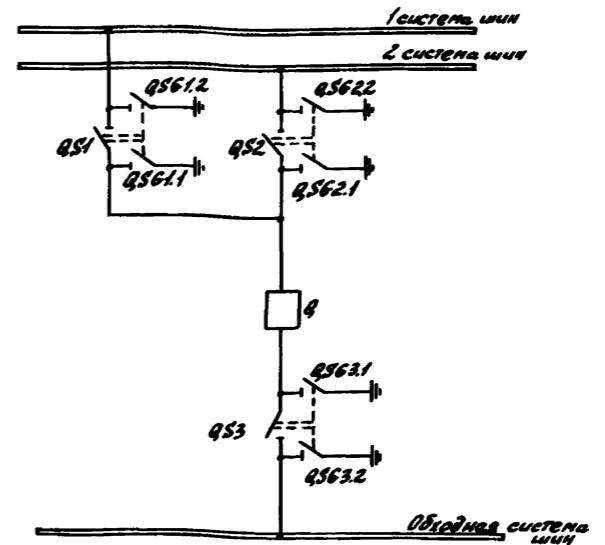 1 система шин
2 система шин
QSG1.2
QSG2.2
QS1
QS2
QSG1.1
QSG2.1
Q
QSG3.1
QS3
QSG3.2
Обходная система
шин